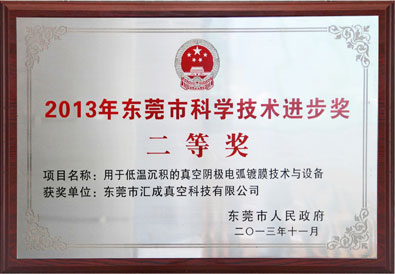 2013年东莞市科学技术进步奖
二等奖
项目名称：用于低温沉积的真空阴极电弧镀膜技术与设备
获奖单位：东莞市汇成真空科技有限公司
东莞市人民政府
二〇一三年十一月